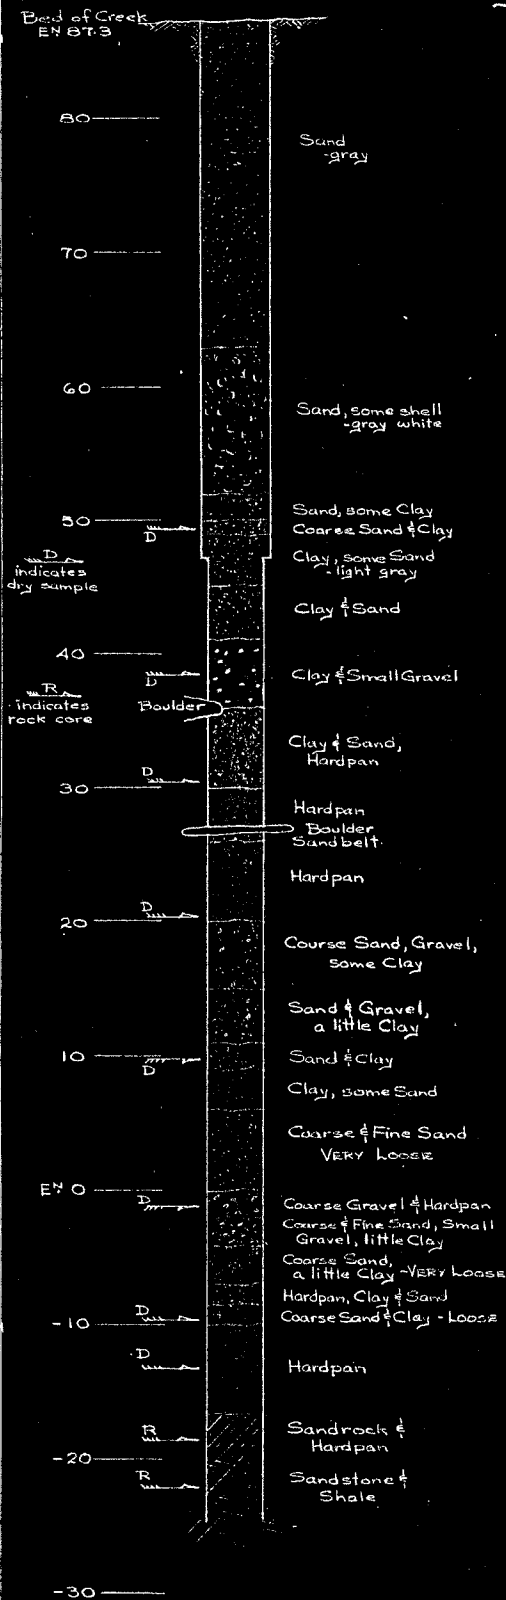 Bed of Creek
EN 87.3
80
Sand
-gray
70
60
Sand, some shell
-gray white
Sand, some Clay
50
D
Coarse Sand & Clay
D
indicates
dry sample
Clay, some Sand
- light gray
Clay & Sand
40
D
Clay & Small Gravel
R
indicates
rock core
Boulder
Clay & Sand,
Hardpan
D
30
Hardpan
Boulder
Sandbelt.
Hardpan
D
20
Course Sand, Gravel,
some Clay
Sand & Gravel,
a little Clay
10
D
Sand & Clay
Clay, some Sand
Coarse & Fine Sand
VERY LOOSE
EN 0
D
Coarse Gravel & Hardpan
Coarse & Fine Sand, Small
Gravel, little Clay
Coarse Sand,
a little Clay - VERY LOOSE
Hardpan, Clay & Sand
D
-10
Coarse Sand & Clay - LOOSE
D
Hardpan
R
Sandrock &
Hardpan
-20
R
Sandstone &
Shale
-30